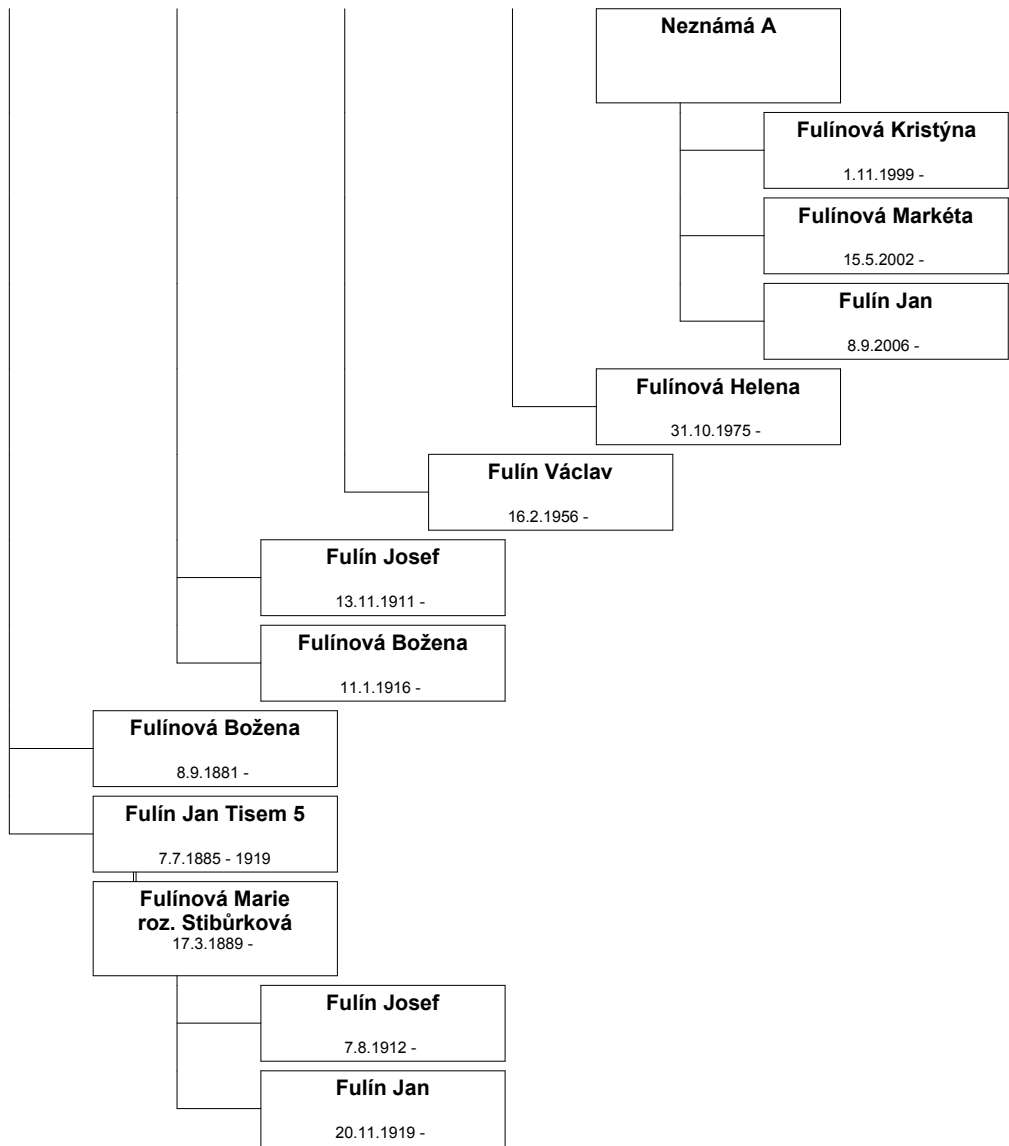 Neznámá A
Fulínová Kristýna
1.11.1999 -
Fulínová Markéta
15.5.2002 -
Fulín Jan
8.9.2006 -
Fulínová Helena
31.10.1975 -
Fulín Václav
16.2.1956 -
Fulín Josef
13.11.1911 -
Fulínová Božena
11.1.1916 -
Fulínová Božena
8.9.1881 -
Fulín Jan Tisem 5
7.7.1885 - 1919
Fulínová Marie
roz. Stibůrková
17.3.1889 -
Fulín Josef
7.8.1912 -
Fulín Jan
20.11.1919 -